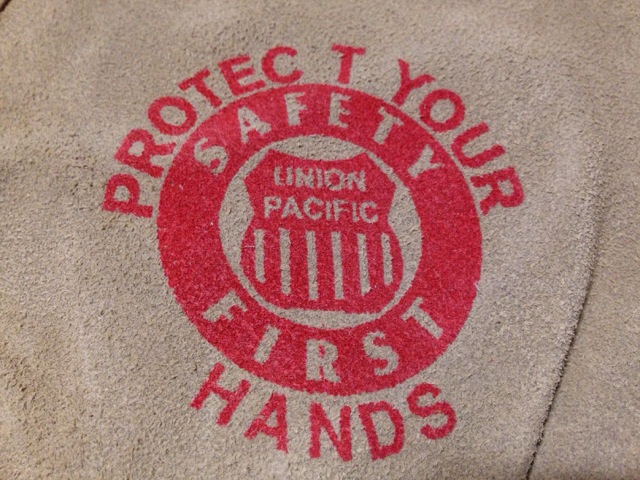 PROTEC T YOUR
SAFETY
UNION
PACIFIC
FIRST
HANDS